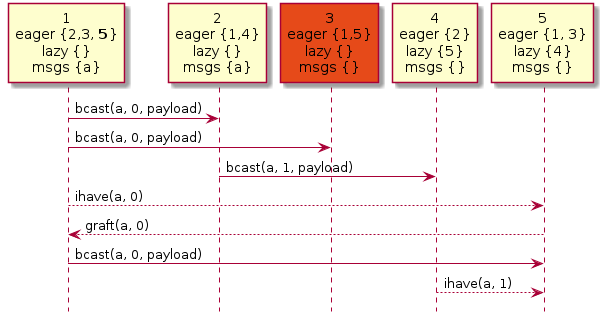 1
eager {2,3, 5}
lazy {}
msgs {a}
2
eager {1,4}
lazy {}
msgs {a}
3
eager {1,5}
lazy {}
msgs {}
4
eager {2}
lazy {5}
msgs {}
5
eager {1, 3}
lazy {4}
msgs {}
bcast(a, 0, payload)
bcast(a, 0, payload)
bcast(a, 1, payload)
ihave(a, 0)
graft(a, 0)
bcast(a, 0, payload)
ihave(a, 1)